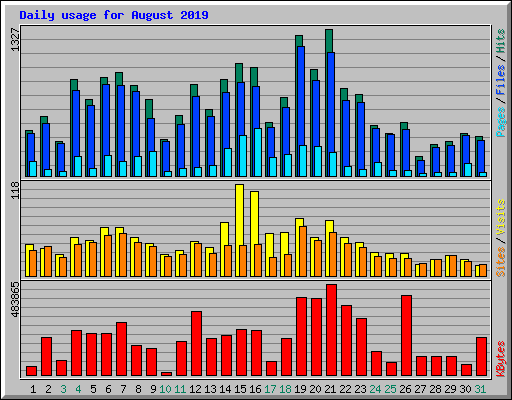 Daily usage for August 2019
1327
Pages / Files / Hits
118
Sites / Visits
483865
KBytes
1 2 3 4 5 6 7 8 9 10 11 12 13 14 15 16 17 18 19 20 21 22 23 24 25 26 27 28 29 30 31